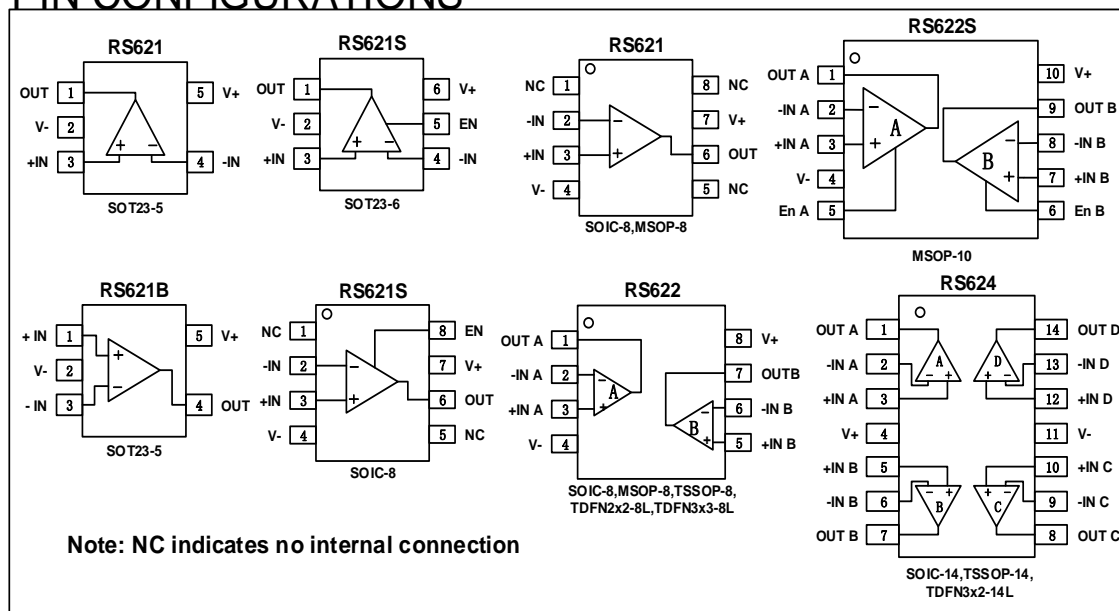 PIN CONFIGURATIONS
RS621
OUT 1
V- 2
+IN 3
5 V+
4 -IN
+ −
SOT23-5
RS621S
OUT 1
V- 2
+IN 3
6 V+
5 EN
4 -IN
+ −
SOT23-6
RS621
NC 1
-IN 2
+IN 3
V- 4
8 NC
7 V+
6 OUT
5 NC
−
+
SOIC-8,MSOP-8
RS622S
OUT A 1
-IN A 2
+IN A 3
V- 4
En A 5
10 V+
9 OUT B
8 -IN B
7 +IN B
6 En B
−
A
+
−
B
+
MSOP-10
RS621B
+ IN 1
V- 2
- IN 3
5 V+
4 OUT
+
−
SOT23-5
RS621S
NC 1
-IN 2
+IN 3
V- 4
8 EN
7 V+
6 OUT
5 NC
−
+
SOIC-8
RS622
OUT A 1
-IN A 2
+IN A 3
V- 4
8 V+
7 OUTB
6 -IN B
5 +IN B
−
A
+
−
B
+
SOIC-8,MSOP-8,TSSOP-8,
TDFN2x2-8L,TDFN3x3-8L
RS624
OUT A 1
-IN A 2
+IN A 3
V+ 4
+IN B 5
-IN B 6
OUT B 7
14 OUT D
13 -IN D
12 +IN D
11 V-
10 +IN C
9 -IN C
8 OUT C
A
− +
D
+ −
− +
B
+ −
C
SOIC-14,TSSOP-14,
TDFN3x2-14L
Note: NC indicates no internal connection